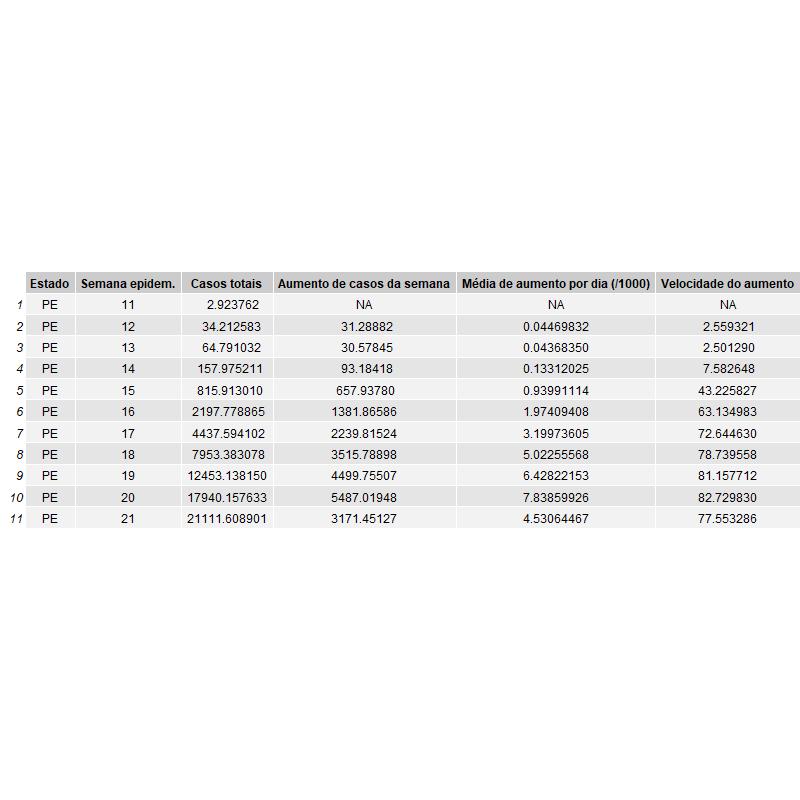 Estado Semana epidem. Casos totais Aumento de casos da semana Média de aumento por dia (/1000) Velocidade do aumento
1 PE 11 2.923762 NA NA NA
2 PE 12 34.212583 31.28882 0.04469832 2.559321
3 PE 13 64.791032 30.57845 0.04368350 2.501290
4 PE 14 157.975211 93.18418 0.13312025 7.582648
5 PE 15 815.913010 657.93780 0.93991114 43.225827
6 PE 16 2197.778865 1381.86586 1.97409408 63.134983
7 PE 17 4437.594102 2239.81524 3.19973605 72.644630
8 PE 18 7953.383078 3515.78898 5.02255568 78.739558
9 PE 19 12453.138150 4499.75507 6.42822153 81.157712
10 PE 20 17940.157633 5487.01948 7.83859926 82.729830
11 PE 21 21111.608901 3171.45127 4.53064467 77.553286